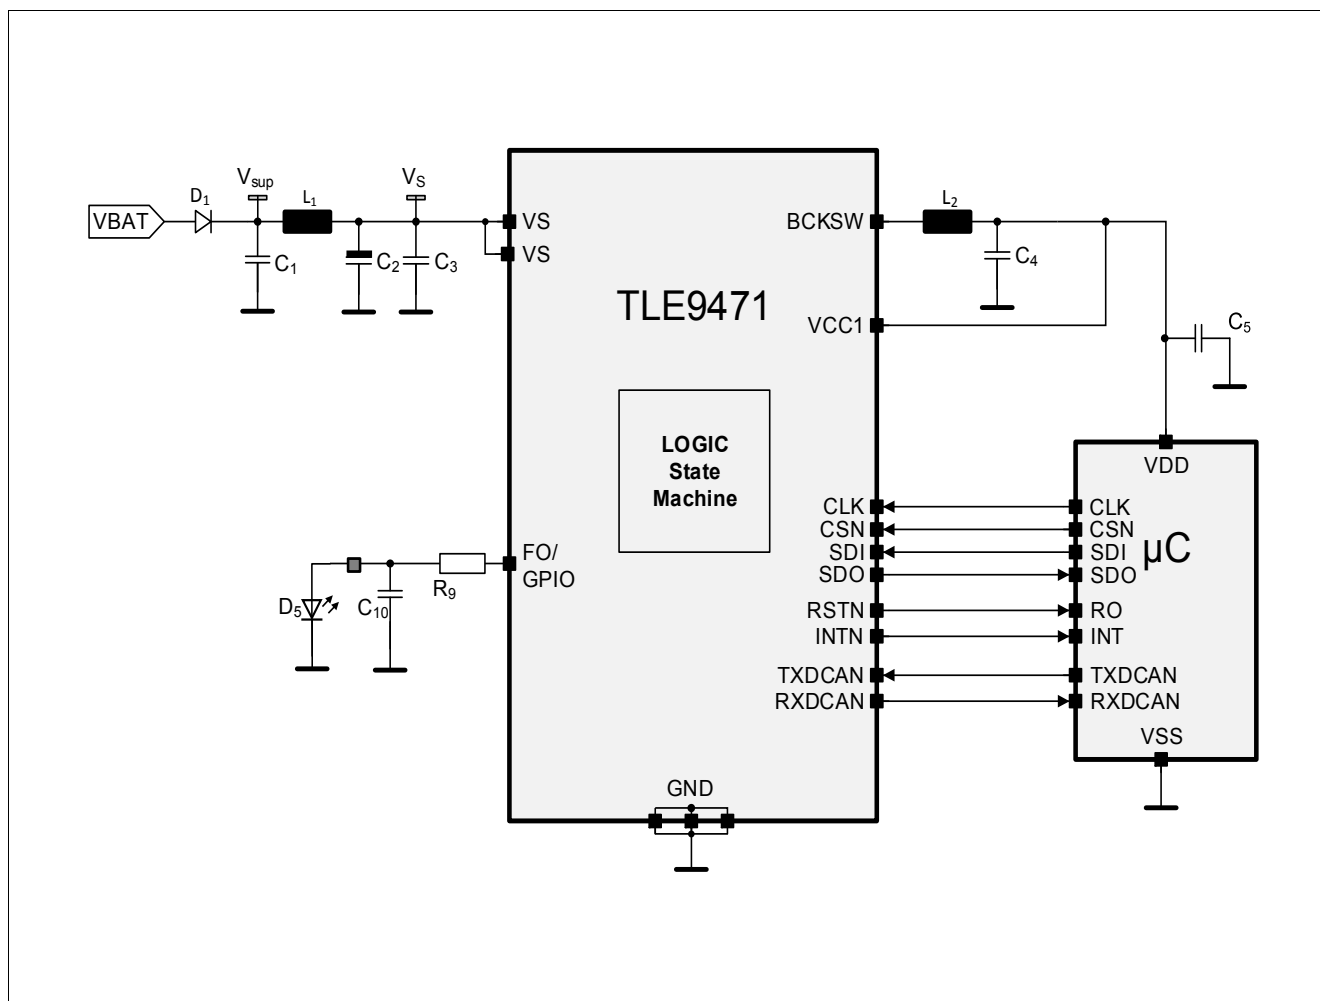 V_sup
V_S
D₁
L₁
L₂
VBAT
VS
BCKSW
VS
C₁
C₂
C₃
C₄
TLE9471
VCC1
C₅
LOGIC
State
Machine
VDD
CLK
CLK
CSN
CSN
SDI
SDI
SDO
SDO
µC
FO/
GPIO
R₉
D₅
C₁₀
RSTN
RO
INTN
INT
TXDCAN
TXDCAN
RXDCAN
RXDCAN
VSS
GND